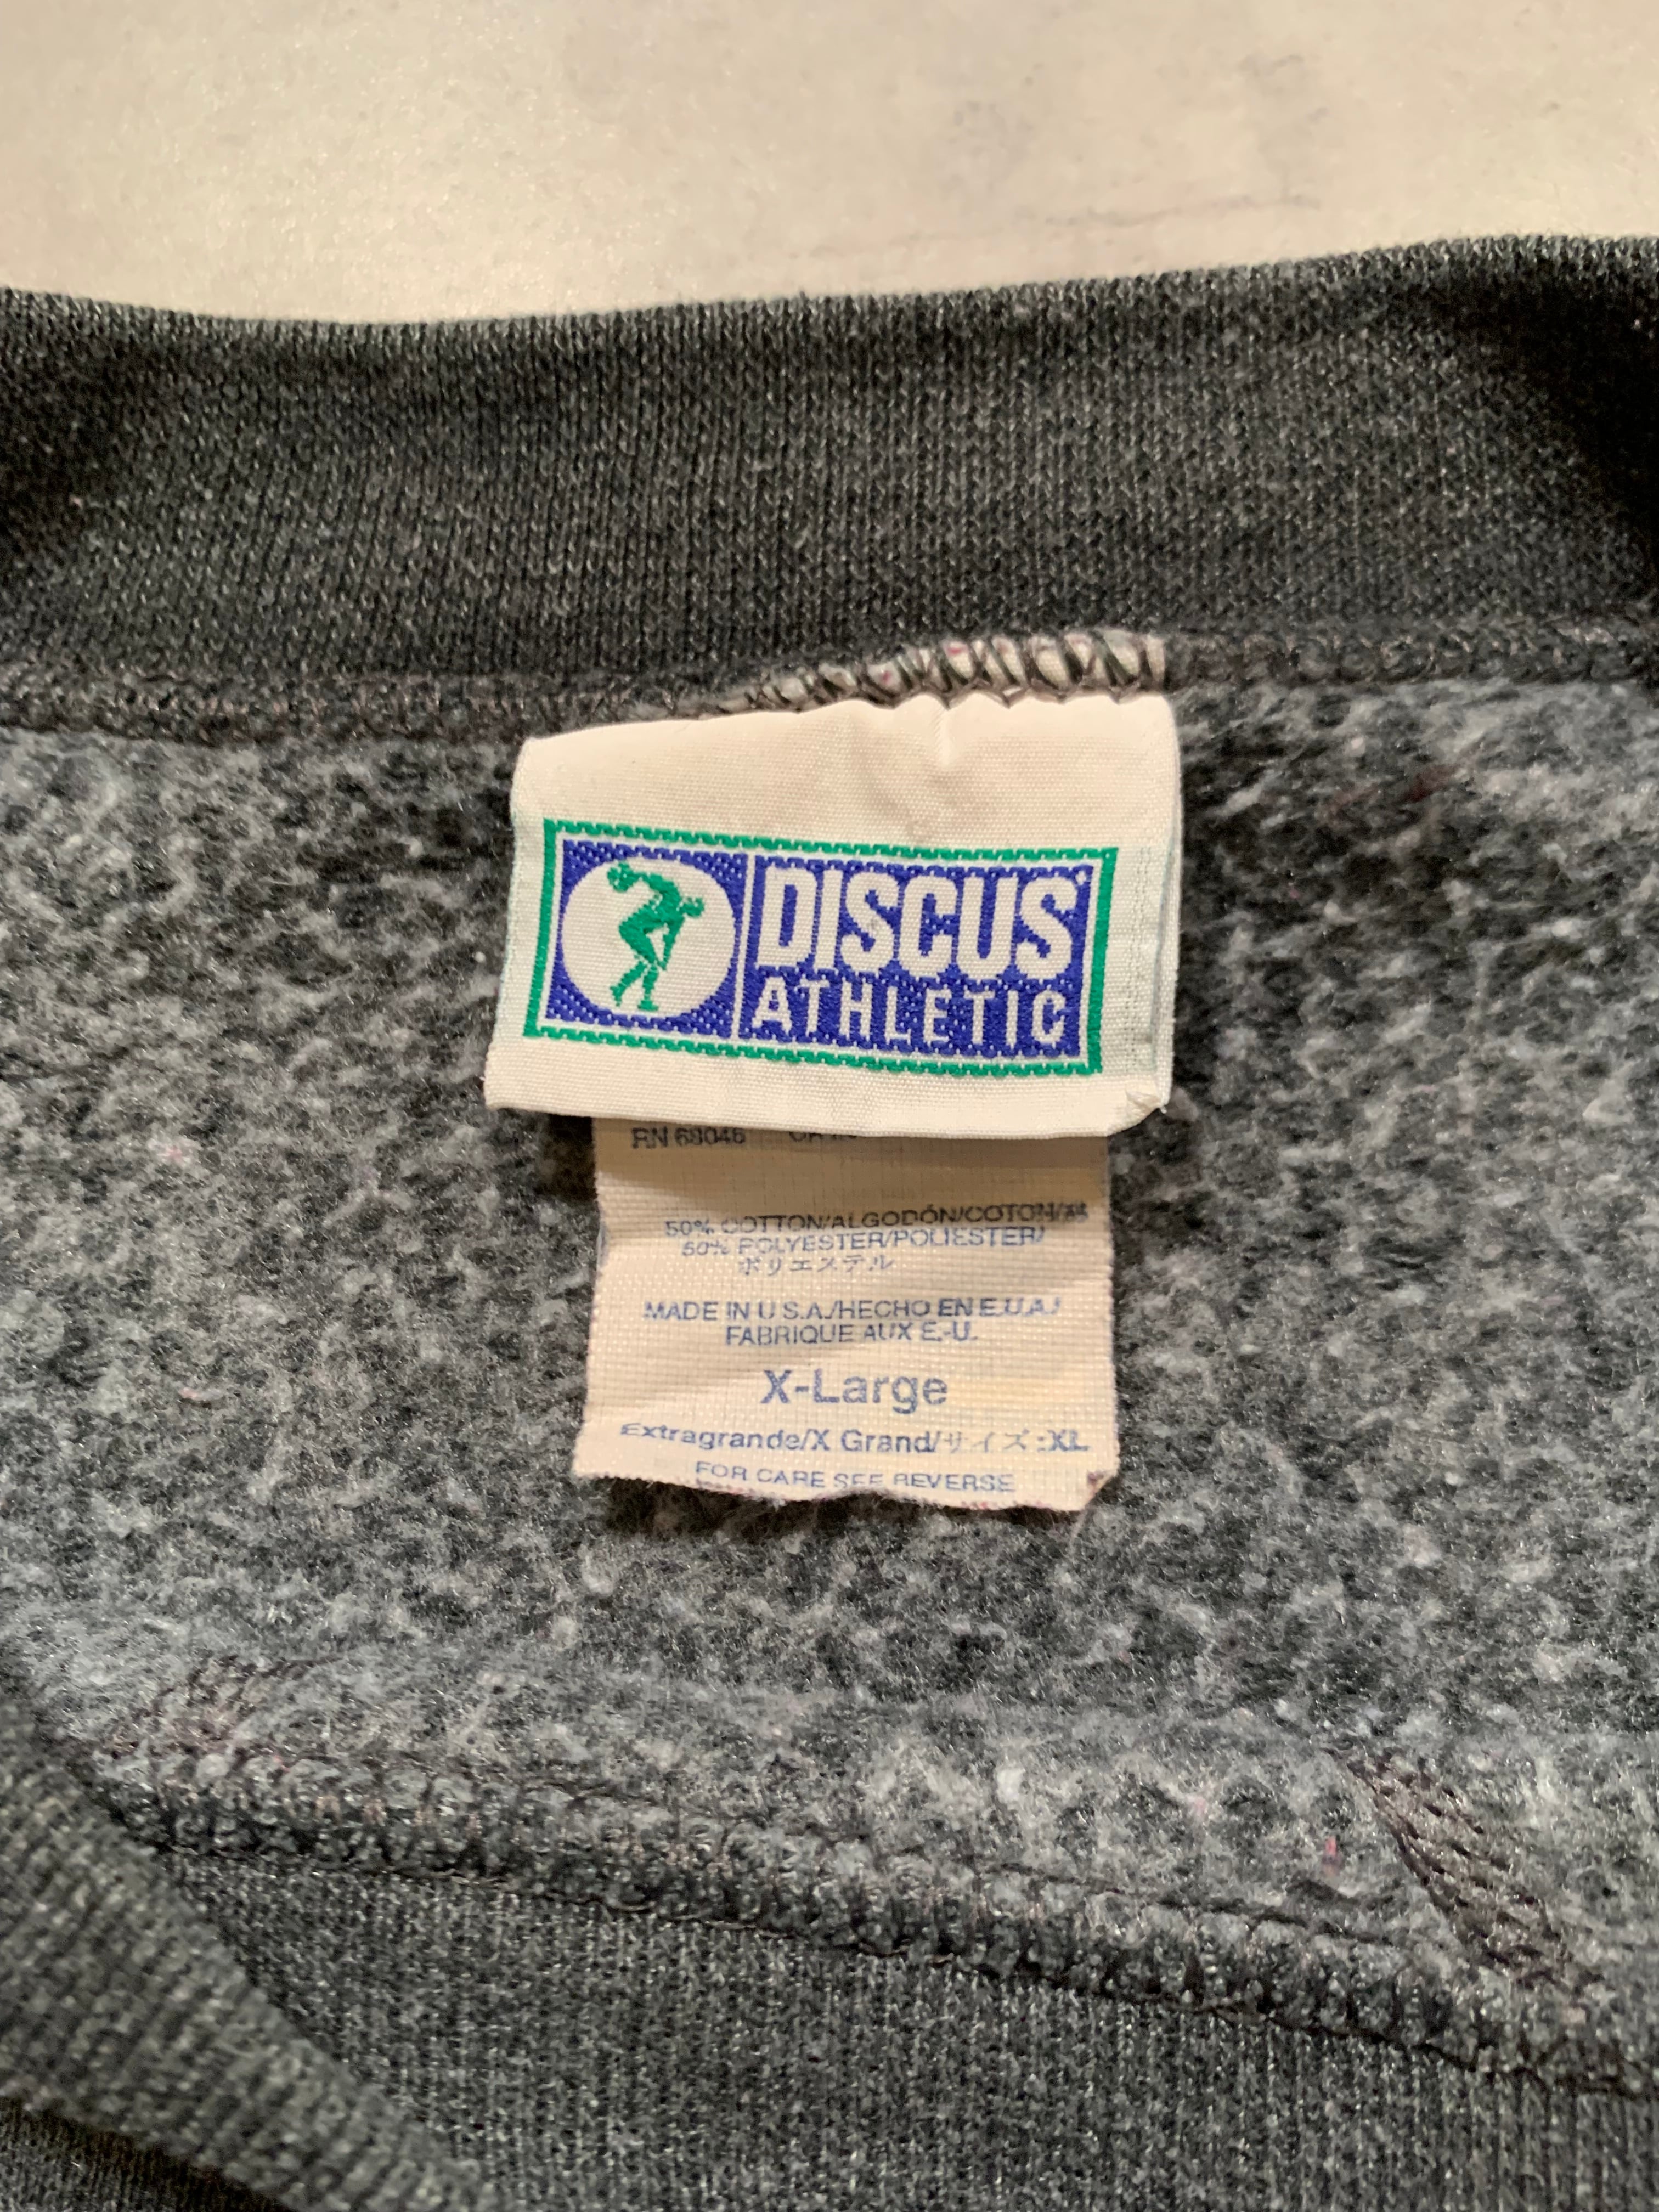 DISCUS
ATHLETIC
RN 68046
50% COTTON/ALGODÓN/COTON/綿
50% POLYESTER/POLIESTER/
ポリエステル
MADE IN U.S.A./HECHO EN E.U.A./
FABRIQUE AUX E.-U.
X-Large
Extragrande/X Grand/サイズ:XL
FOR CARE SEE REVERSE